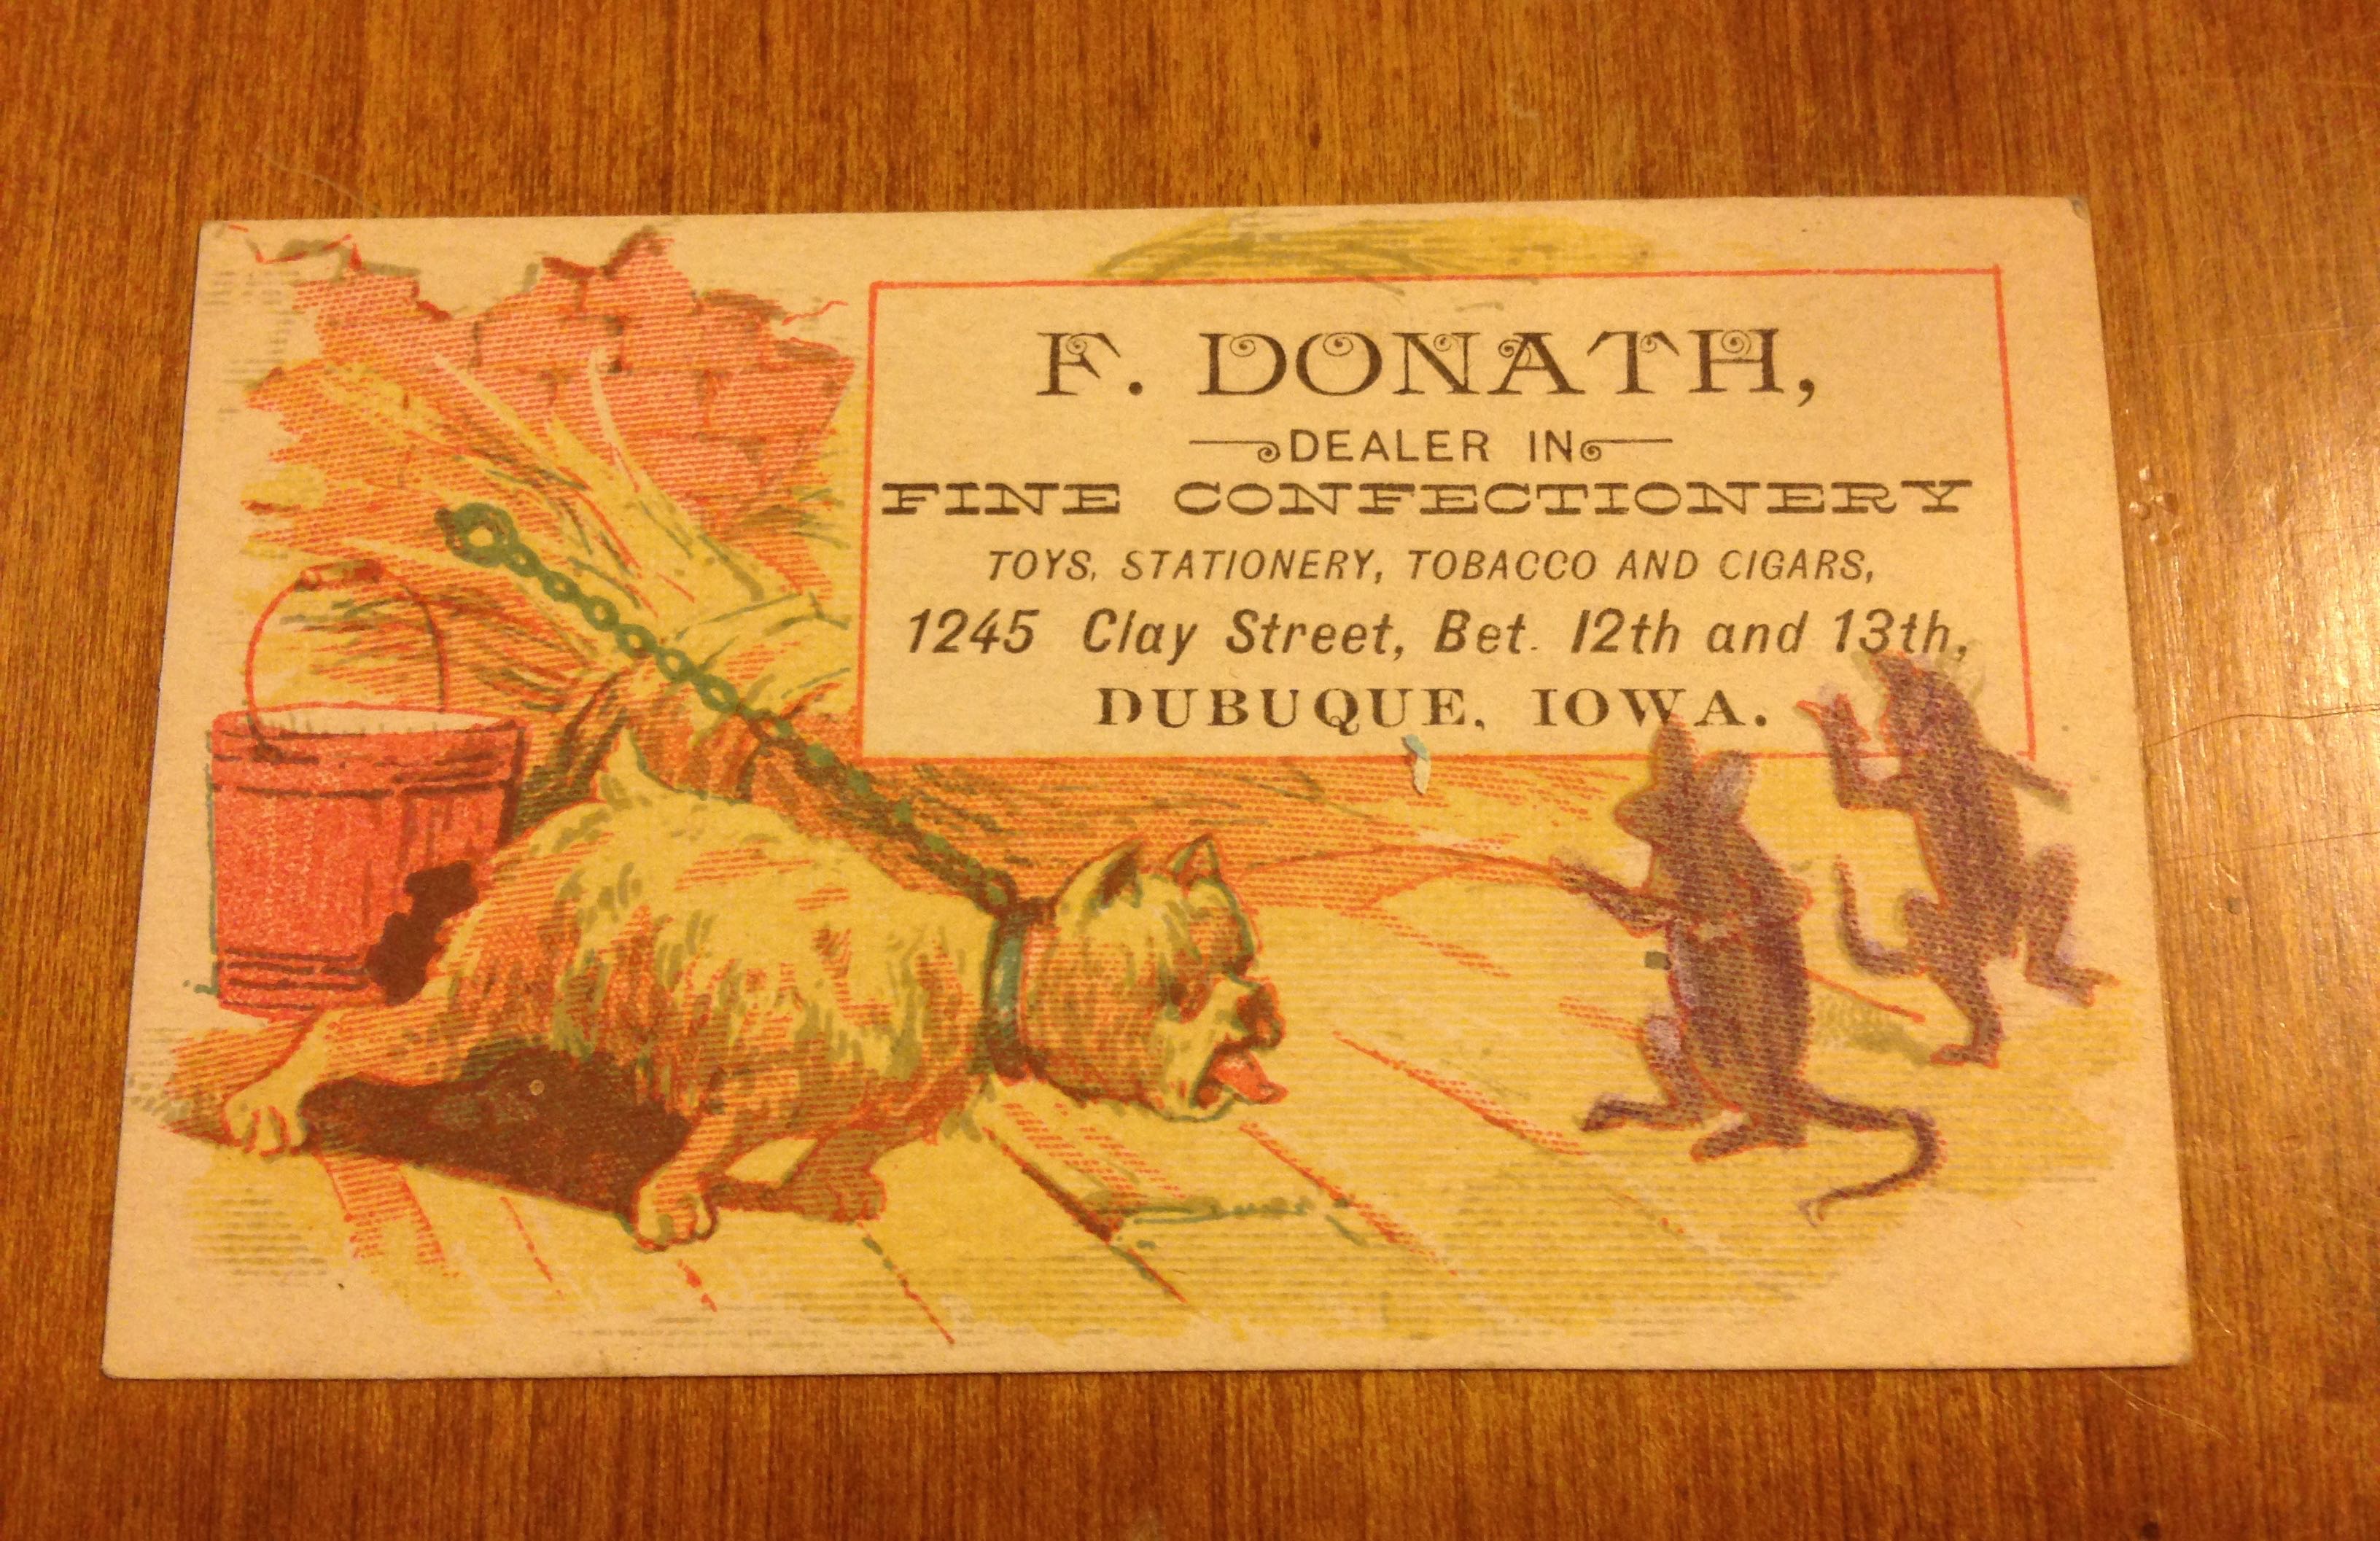 F. DONATH,
DEALER IN
FINE CONFECTIONERY
TOYS, STATIONERY, TOBACCO AND CIGARS,
1245 Clay Street, Bet. 12th and 13th,
DUBUQUE, IOWA.